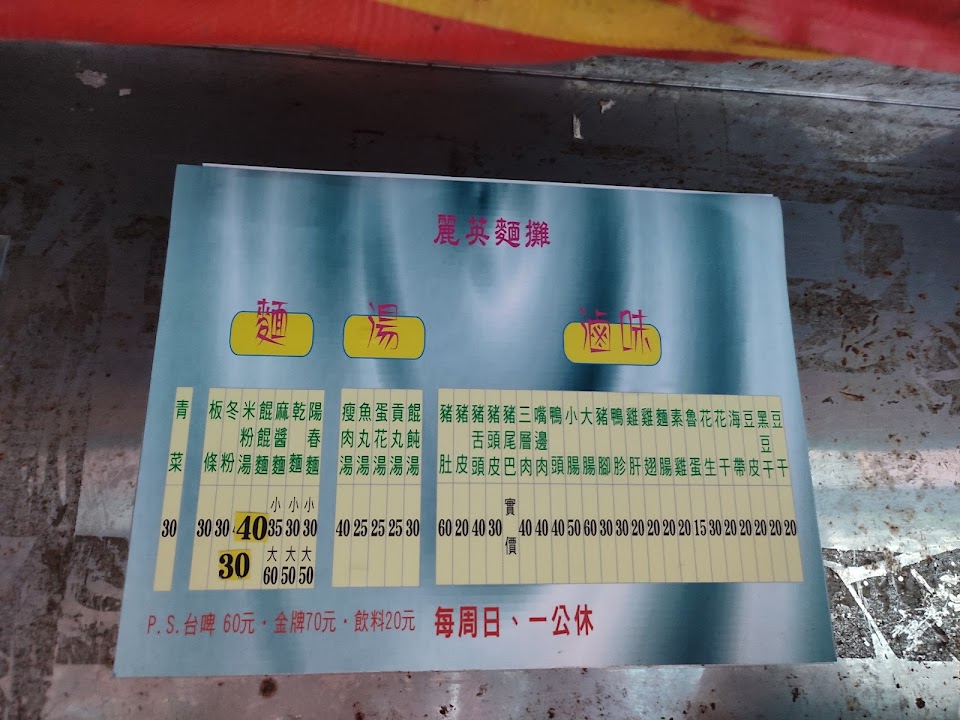 麗英麵攤
麵
湯
滷味
陽春麵 小30 大50
乾麵 小30 大50
麻醬麵 小35 大60
餛餛麵 40
米粉湯 30
冬粉 30
板條 30
青菜 30
餛飩湯 30
貢丸湯 25
蛋花湯 25
魚丸湯 25
瘦肉湯 40
豆干 20
黑豆干 20
豆皮 20
海帶 20
花干 20
花生 30
魯蛋 15
素雞 20
麵腸 20
雞翅 20
雞肝 20
鴨胗 30
豬腳 30
大腸 60
小腸 50
鴨頭 40
嘴邊肉 40
三層肉 40
豬尾巴 實價
豬頭皮 30
豬舌頭 40
豬皮 20
豬肚 60
P.S.台啤 60元·金牌70元·飲料20元 每周日、一公休